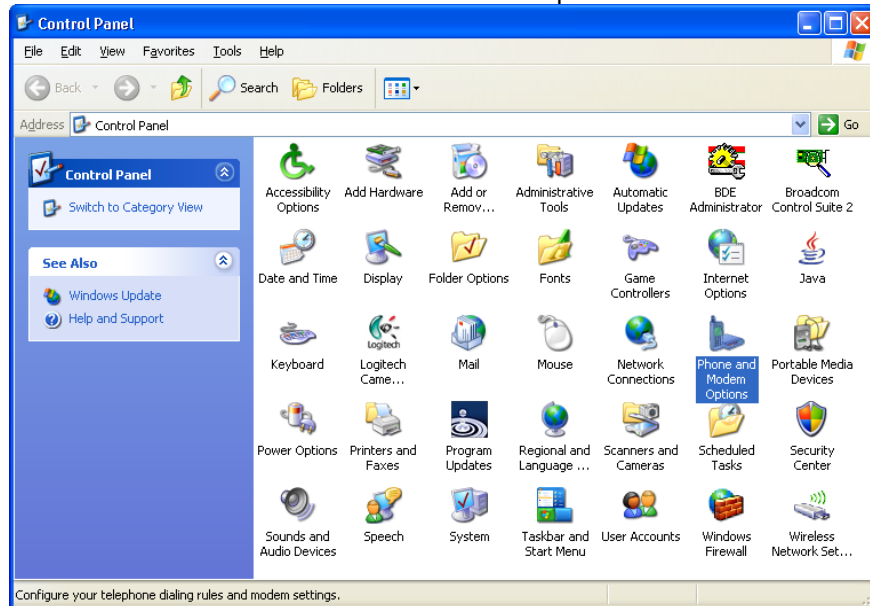 Control Panel
File Edit View Favorites Tools Help
Back Search Folders
Address Control Panel Go
Control Panel
Switch to Category View
See Also
Windows Update
Help and Support
Accessibility Options
Add Hardware
Add or Remov...
Administrative Tools
Automatic Updates
BDE Administrator
Broadcom Control Suite 2
Date and Time
Display
Folder Options
Fonts
Game Controllers
Internet Options
Java
Keyboard
Logitech
Logitech Came...
Mail
Mouse
Network Connections
Phone and Modem Options
Portable Media Devices
Power Options
Printers and Faxes
Program Updates
Regional and Language ...
Scanners and Cameras
Scheduled Tasks
Security Center
Sounds and Audio Devices
Speech
System
Taskbar and Start Menu
User Accounts
Windows Firewall
Wireless Network Set...
Configure your telephone dialing rules and modem settings.